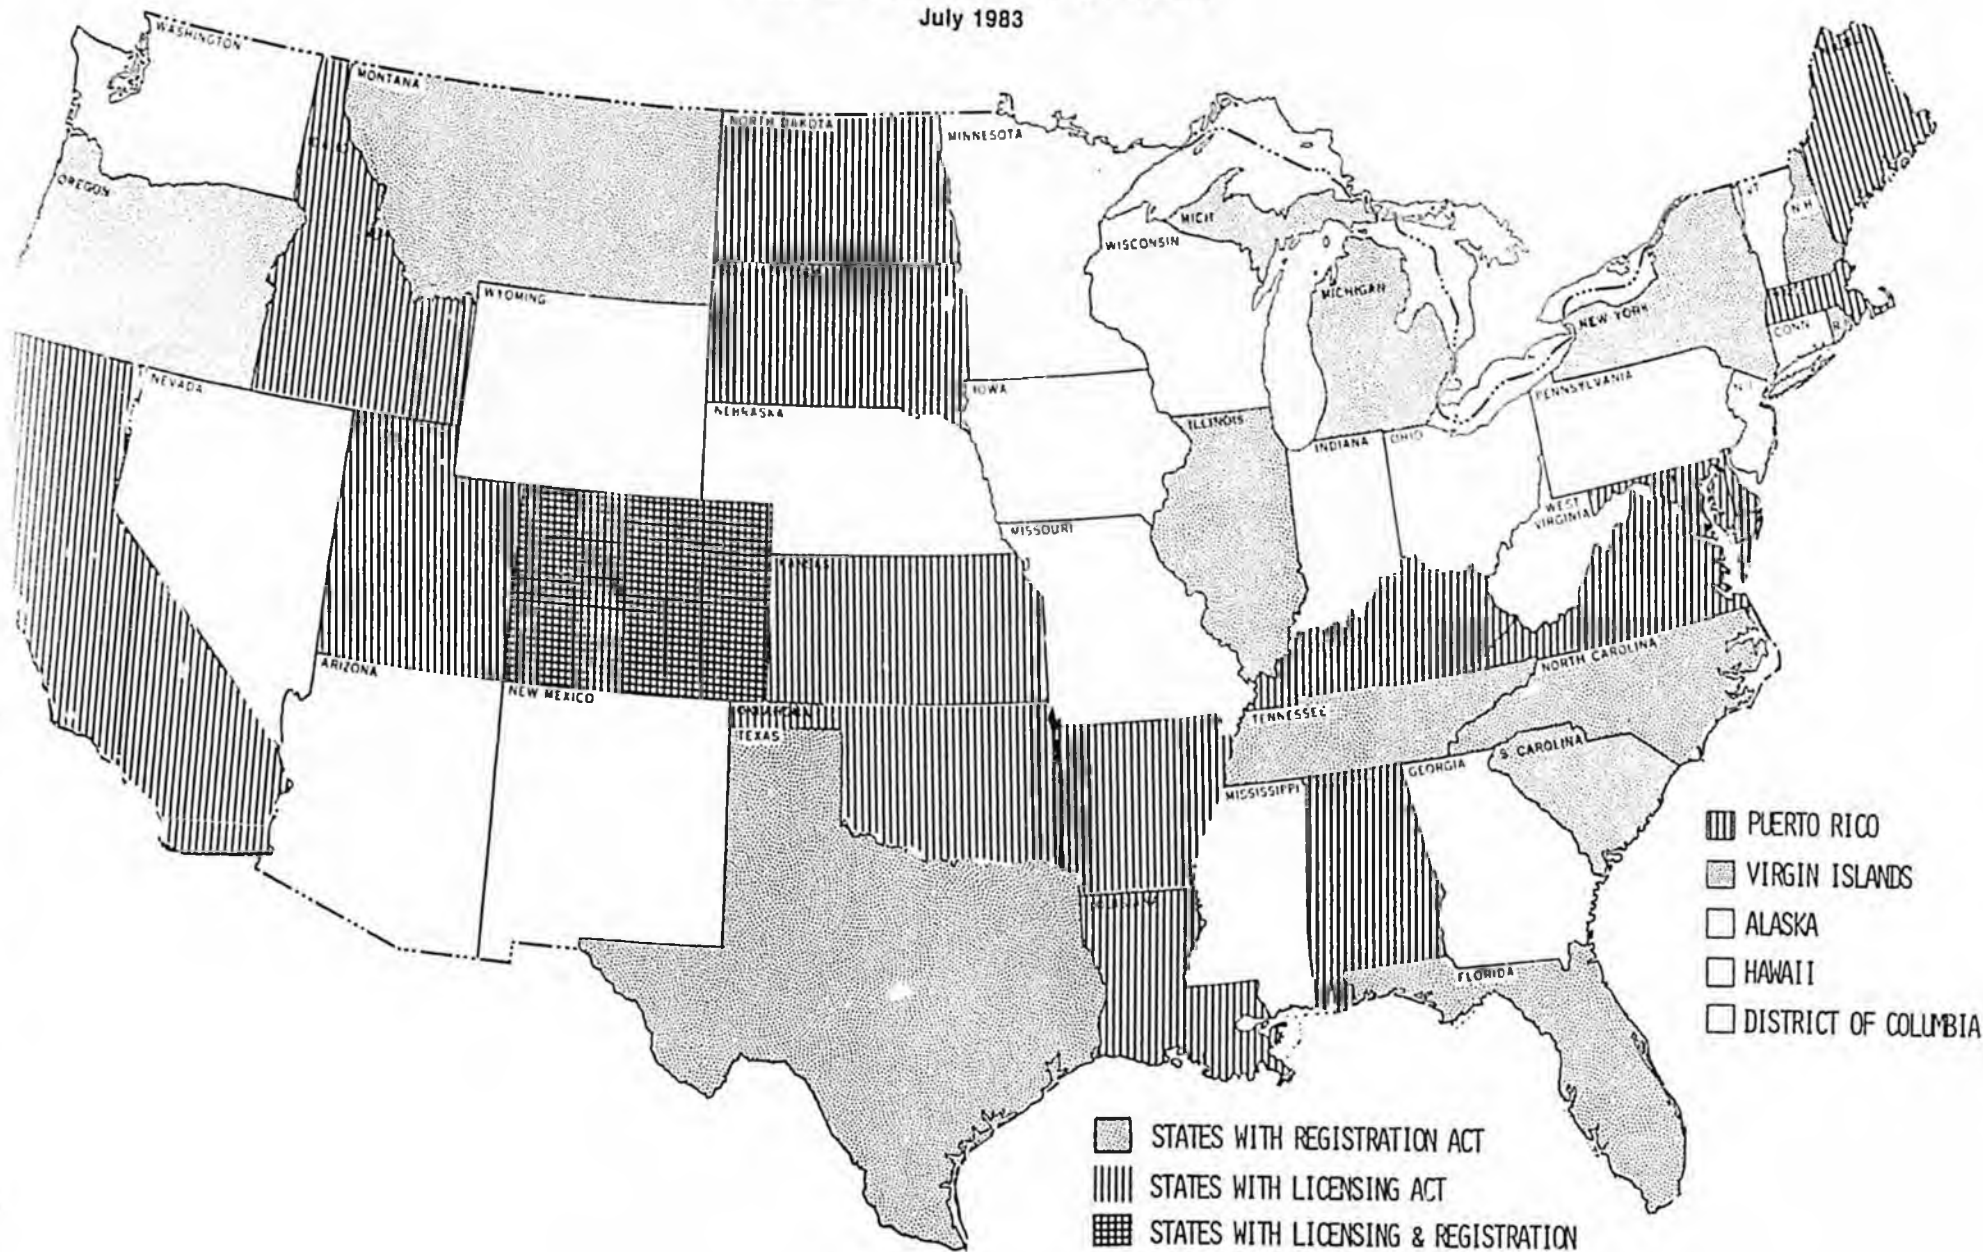 July 1983
WASHINGTON
MONTANA
NORTH DAKOTA
MINNESOTA
OREGON
VT
N H
MICH
WISCONSIN
WYOMING
MICHIGAN
NEW YORK
CONN
R
NEVADA
NEBRASKA
IOWA
ILLINOIS
INDIANA
OHIO
PENNSYLVANIA
N J
WEST
VIRGINIA
MISSOURI
KANSAS
ARIZONA
NEW MEXICO
TEXAS
TENNESSEE
NORTH CAROLINA
S. CAROLINA
GEORGIA
MISSISSIPPI
FLORIDA
PUERTO RICO
VIRGIN ISLANDS
ALASKA
HAWAII
DISTRICT OF COLUMBIA
STATES WITH REGISTRATION ACT
STATES WITH LICENSING ACT
STATES WITH LICENSING & REGISTRATION